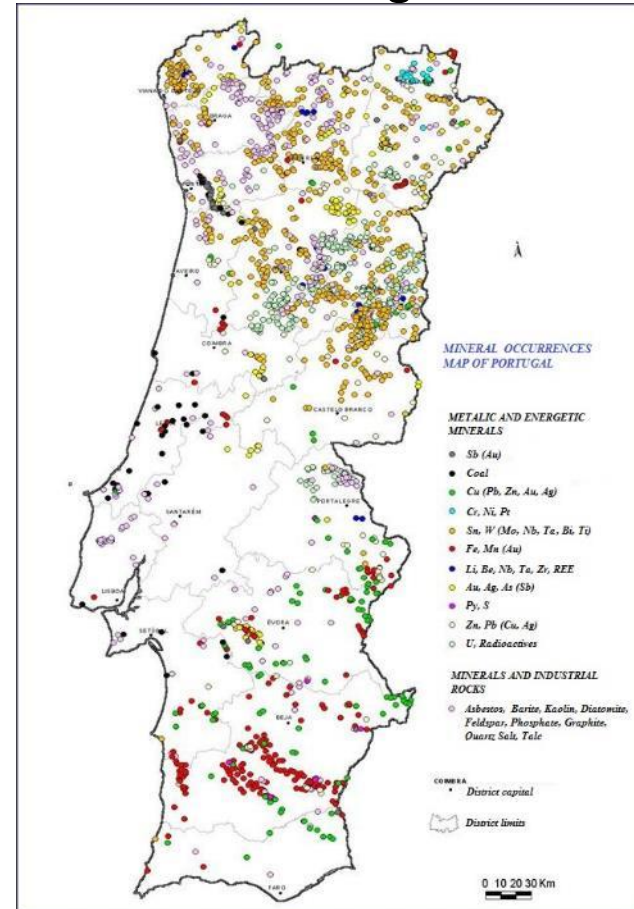 VIANA DO CASTELO
BRAGA
AVEIRO
COIMBRA
CASTELO BRANCO
SANTARÉM
PORTALEGRE
LISBOA
SETÚBAL
ÉVORA
BEJA
FARO
MINERAL OCCURRENCES
MAP OF PORTUGAL
METALIC AND ENERGETIC
MINERALS
Sb (Au)
Coal
Cu (Pb, Zn, Au, Ag)
Cr, Ni, Pt
Sn, W (Mo, Nb, Ta, Bi, Ti)
Fe, Mn (Au)
Li, Be, Nb, Ta, Zr, REE
Au, Ag, As (Sb)
Py, S
Zn, Pb (Cu, Ag)
U, Radioactives
MINERALS AND INDUSTRIAL
ROCKS
Asbestos, Barite, Kaolin, Diatomite,
Feldspar, Phosphate, Graphite,
Quartz Salt, Talc
COIMBRA
District capital
District limits
0 10 20 30 Km